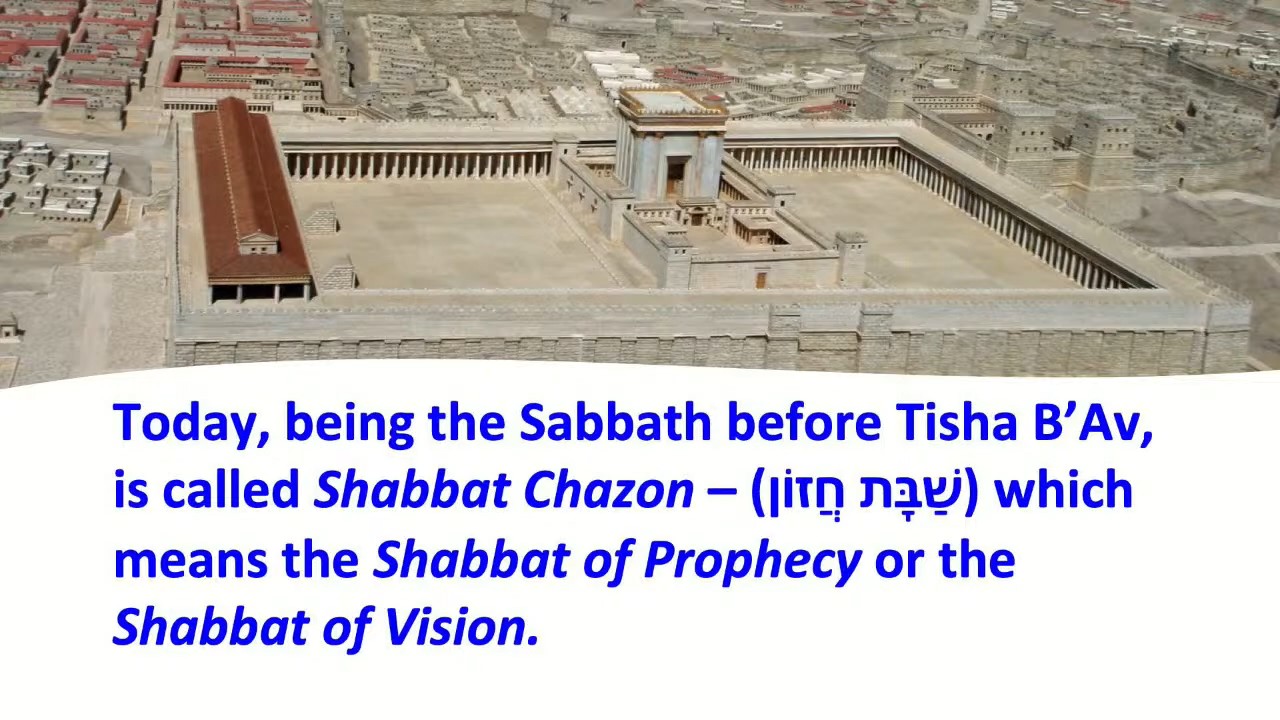 Today, being the Sabbath before Tisha B’Av,
is called Shabbat Chazon – (שַׁבָּת חֲזוֹן) which
means the Shabbat of Prophecy or the
Shabbat of Vision.